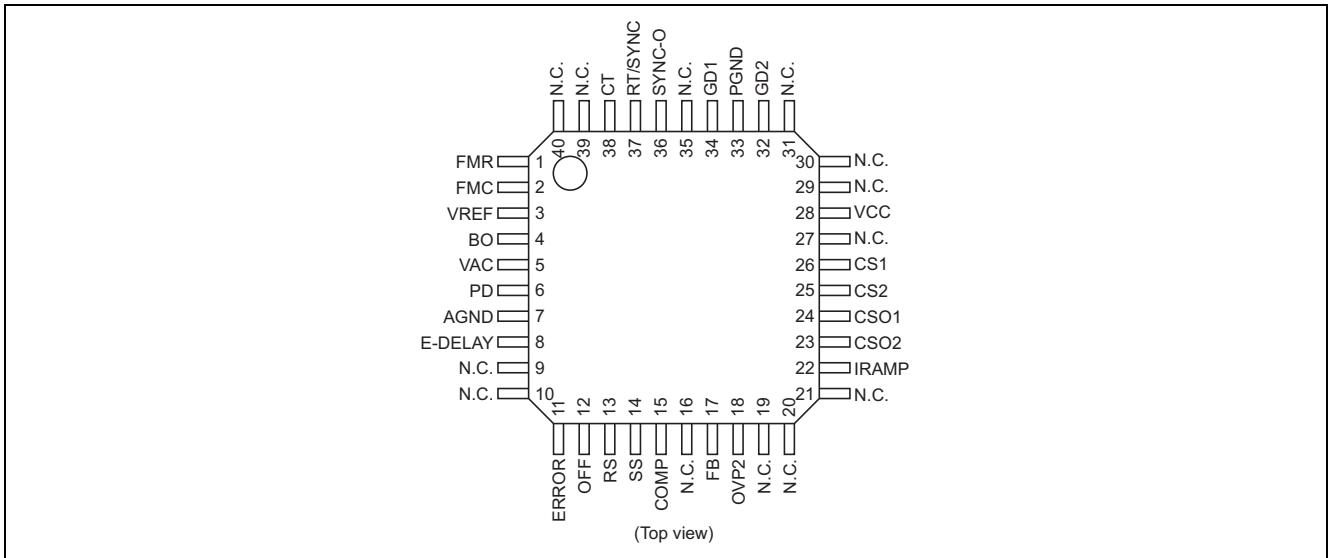 N.C.
N.C.
CT
RT/SYNC
SYNC-O
N.C.
GD1
PGND
GD2
N.C.
40
39
38
37
36
35
34
33
32
31
FMR 1
FMC 2
VREF 3
BO 4
VAC 5
PD 6
AGND 7
E-DELAY 8
N.C. 9
N.C. 10
30 N.C.
29 N.C.
28 VCC
27 N.C.
26 CS1
25 CS2
24 CSO1
23 CSO2
22 IRAMP
21 N.C.
11
12
13
14
15
16
17
18
19
20
ERROR
OFF
RS
SS
COMP
N.C.
FB
OVP2
N.C.
N.C.
(Top view)